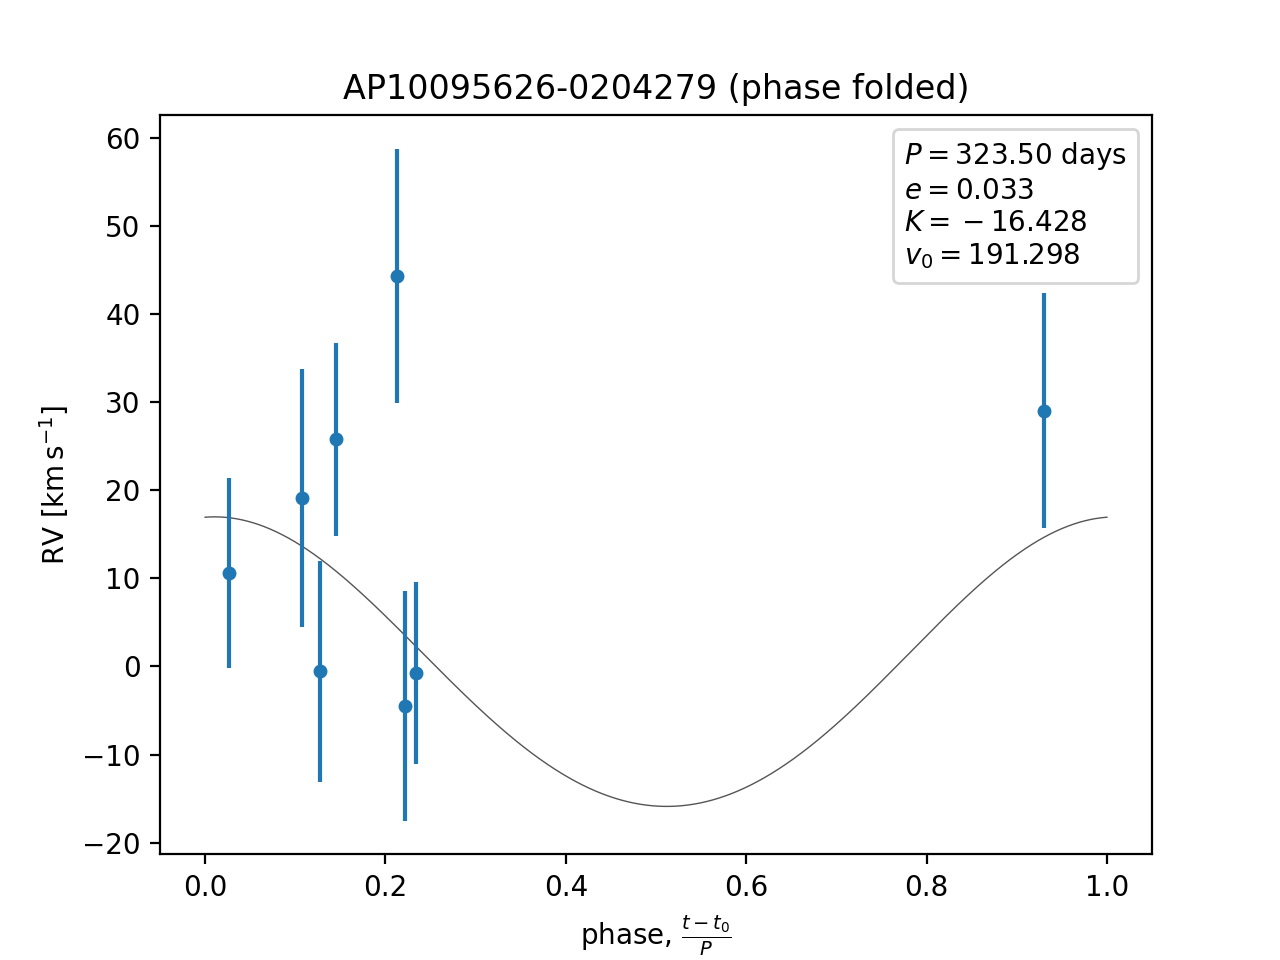 AP10095626-0204279 (phase folded)
P = 323.50 days
e = 0.033
K = −16.428
v₀ = 191.298
60
50
40
30
20
10
0
−10
−20
RV [km s⁻¹]
0.0 0.2 0.4 0.6 0.8 1.0
phase, (t − t₀)/P